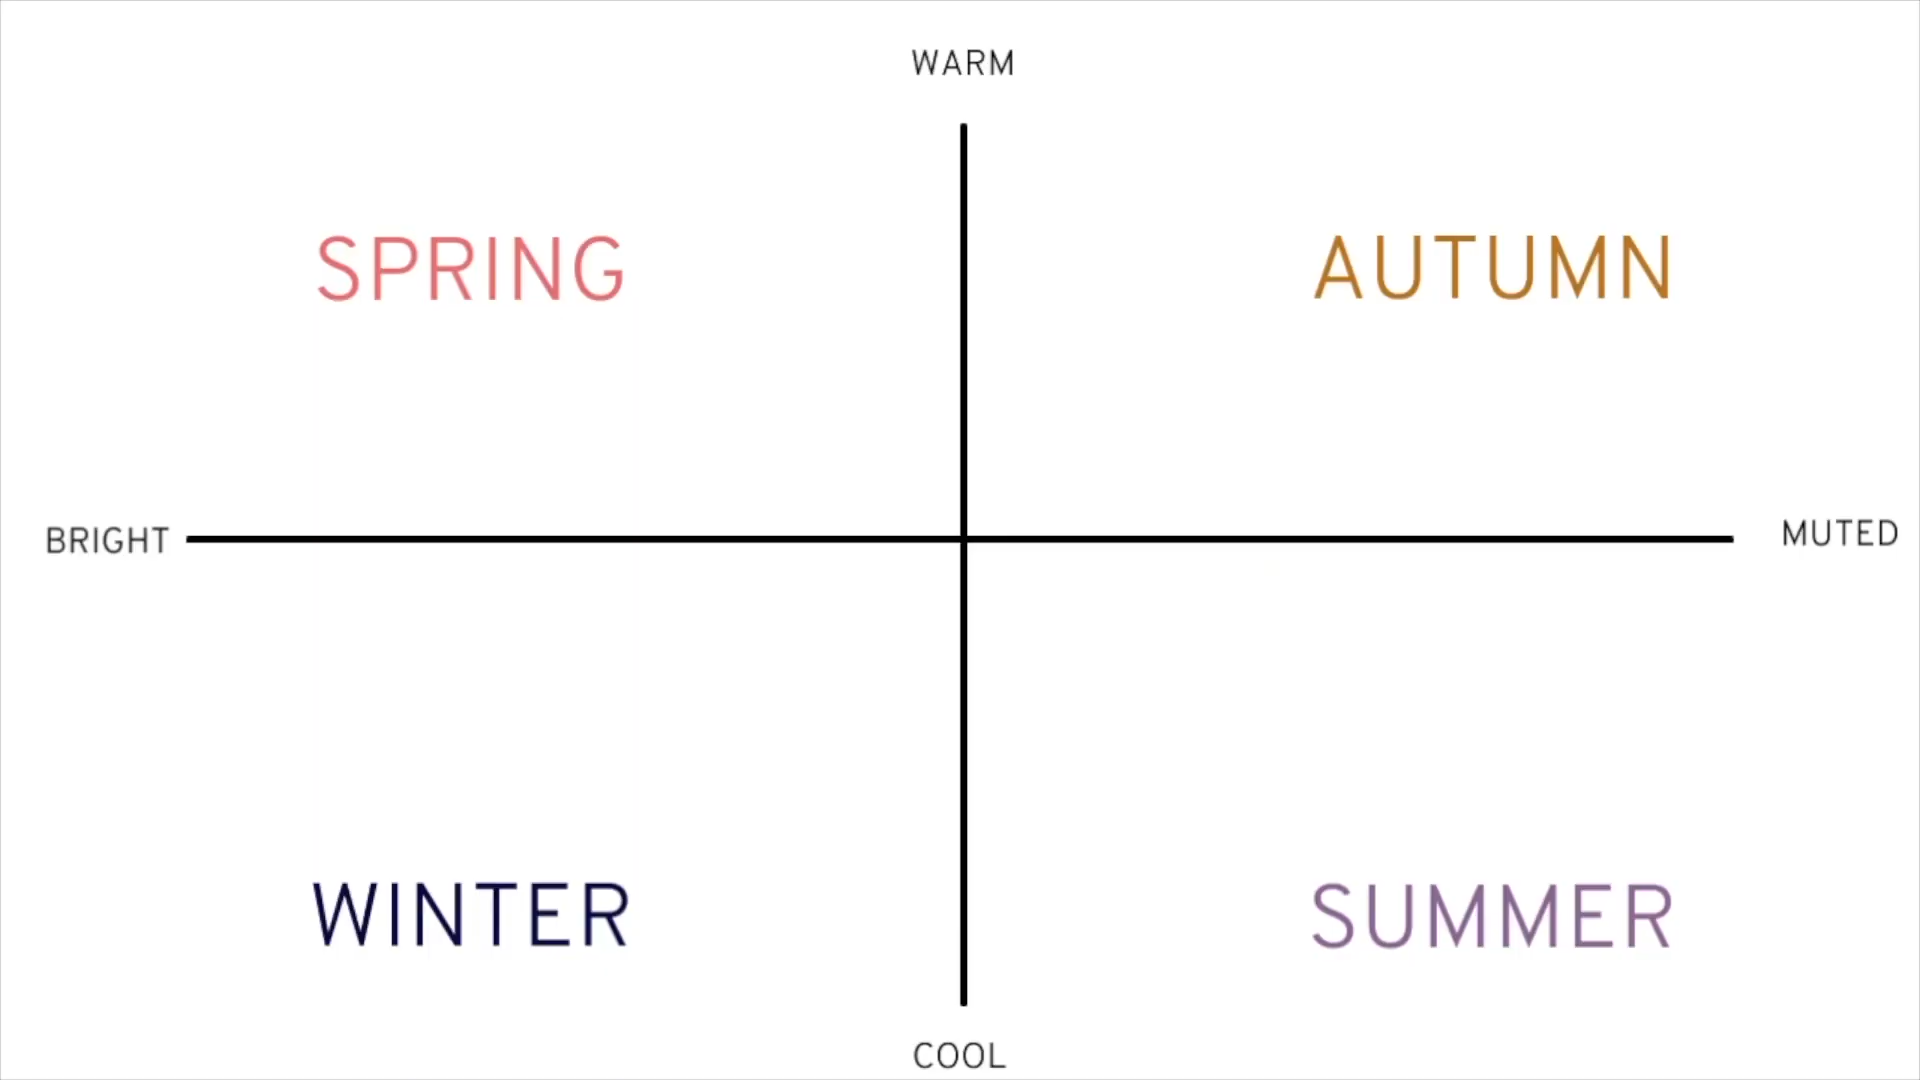 WARM
SPRING
AUTUMN
BRIGHT
MUTED
WINTER
SUMMER
COOL